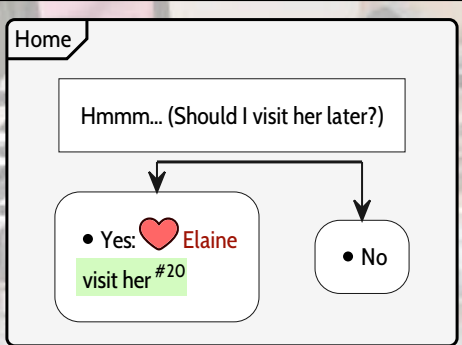 Home
Hmmm... (Should I visit her later?)
• Yes: Elaine
visit her #20
• No